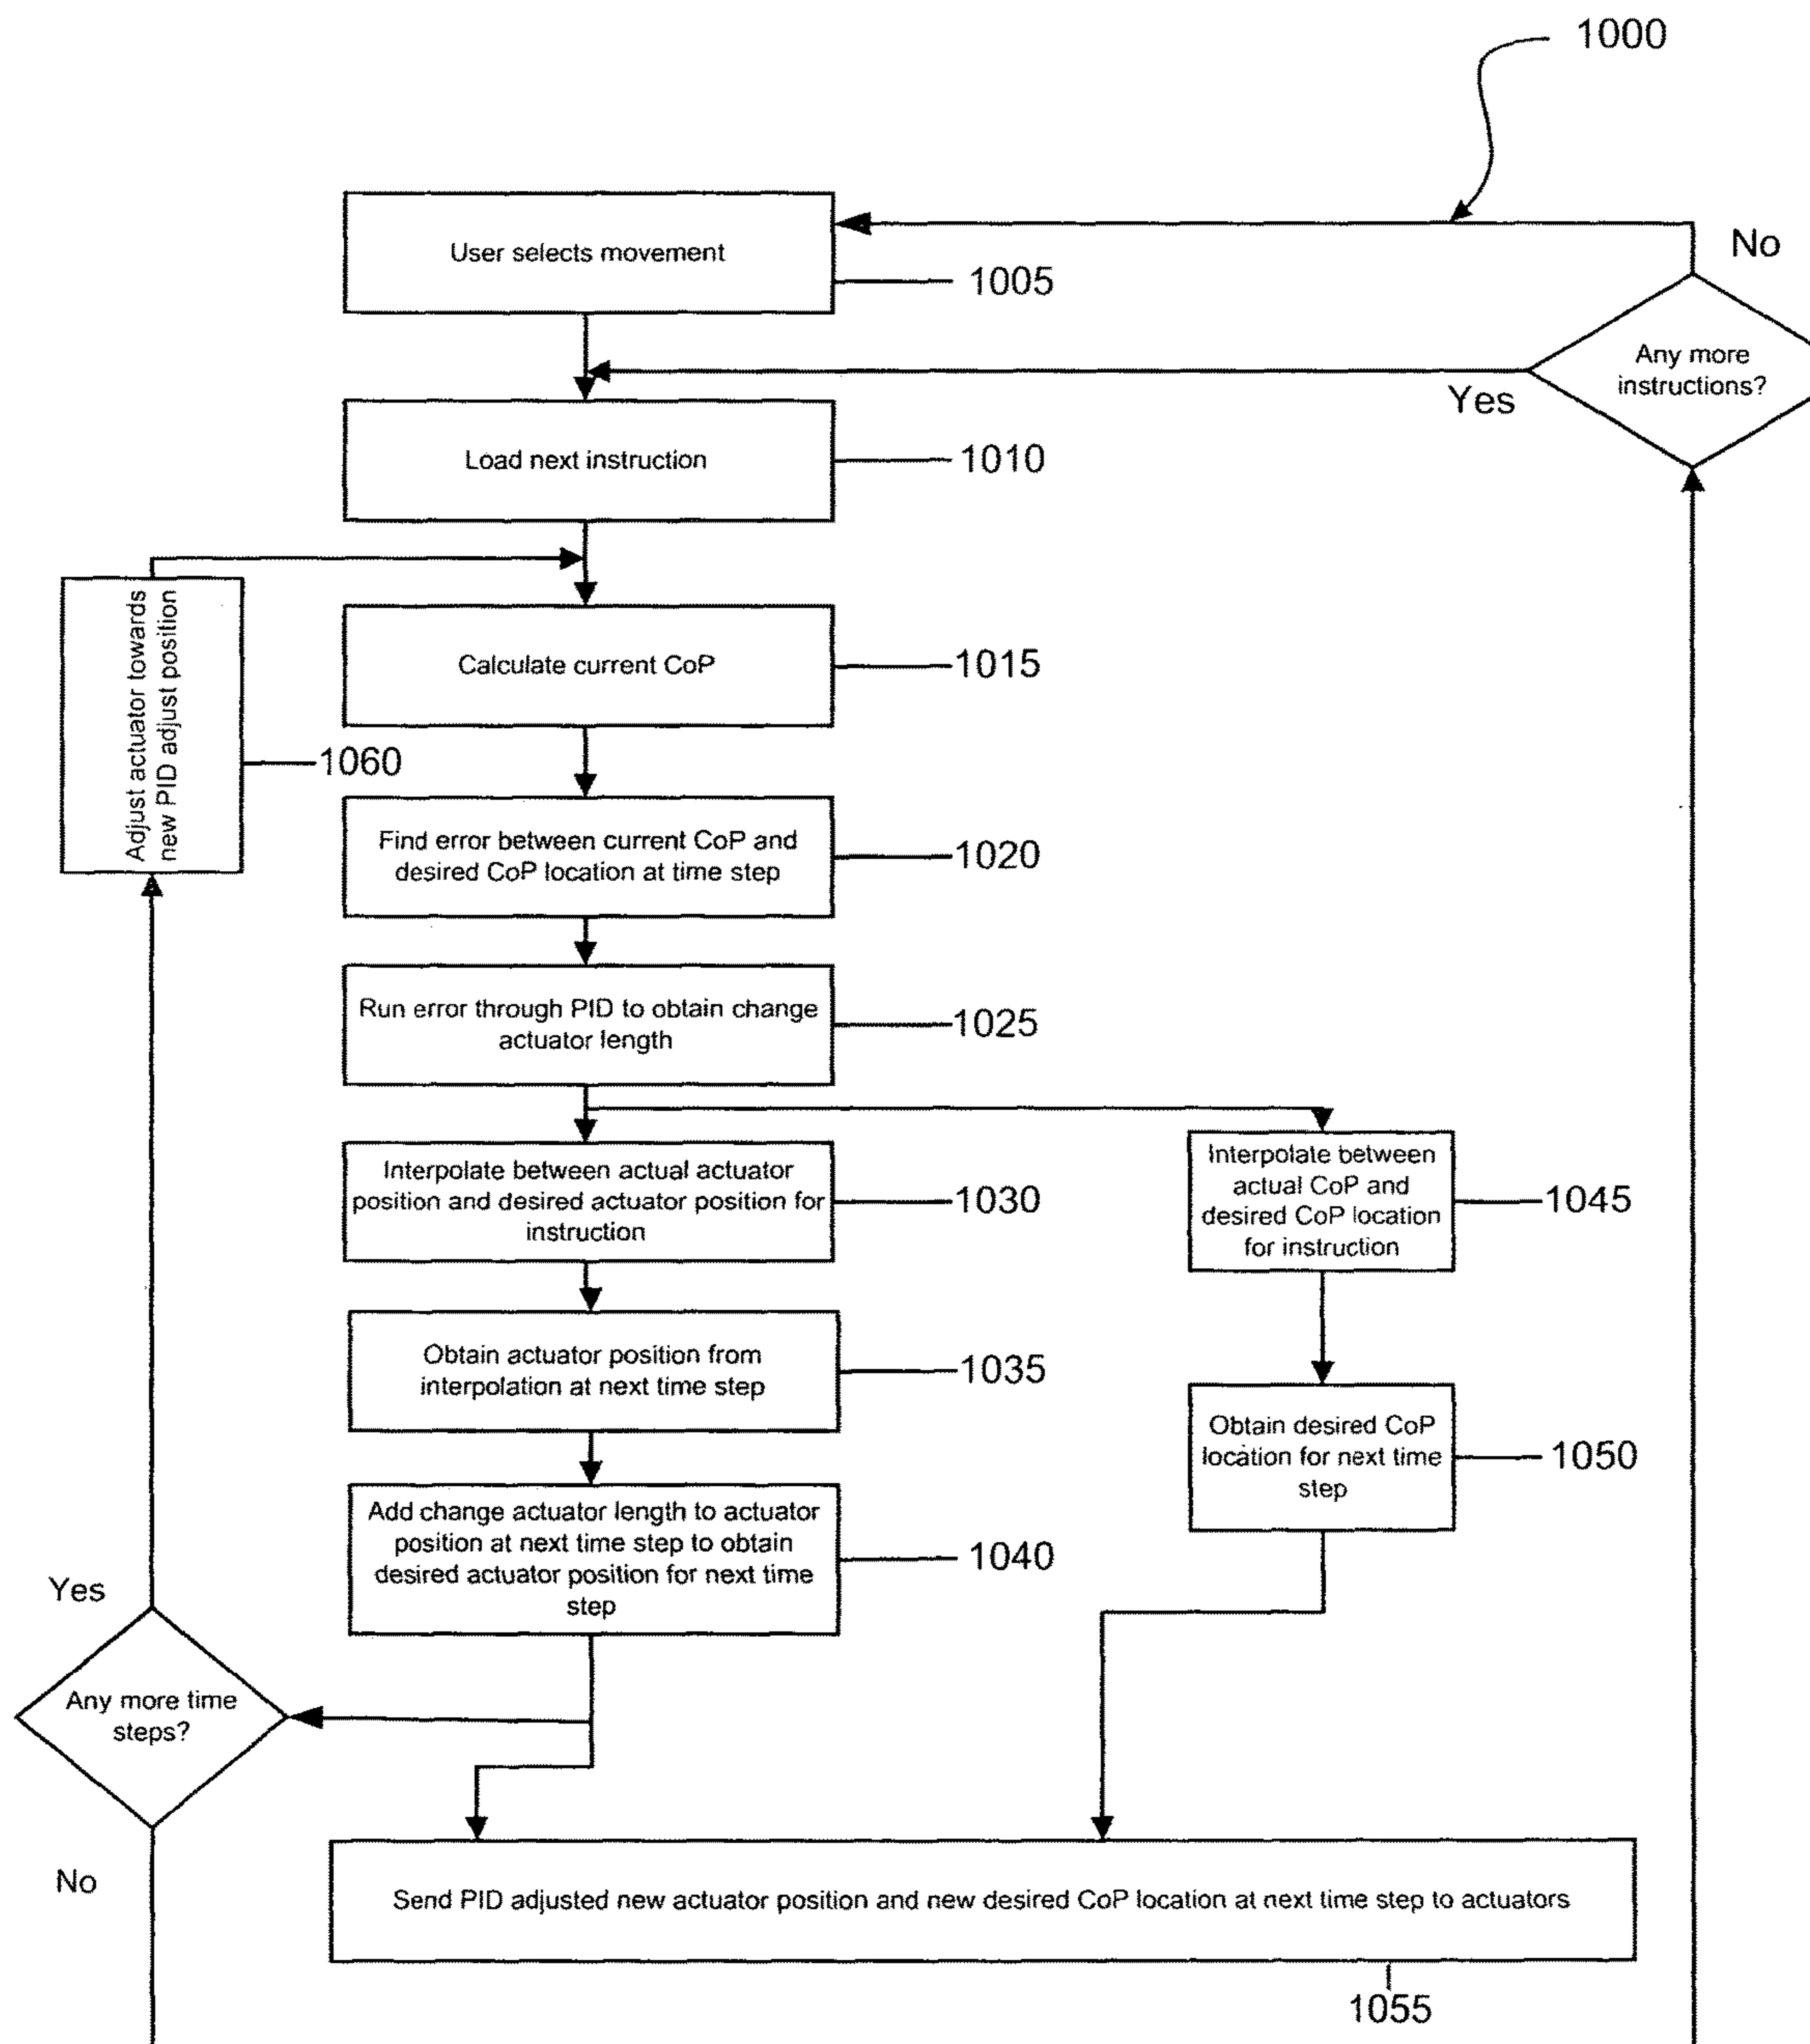 1000
User selects movement
1005
No
Any more
instructions?
Yes
Load next instruction
1010
Adjust actuator towards
new PID adjust position
1060
Calculate current CoP
1015
Find error between current CoP and
desired CoP location at time step
1020
Run error through PID to obtain change
actuator length
1025
Interpolate between actual actuator
position and desired actuator position for
instruction
1030
Interpolate between
actual CoP and
desired CoP location
for instruction
1045
Obtain actuator position from
interpolation at next time step
1035
Obtain desired CoP
location for next time
step
1050
Add change actuator length to actuator
position at next time step to obtain
desired actuator position for next time
step
1040
Yes
Any more time
steps?
No
Send PID adjusted new actuator position and new desired CoP location at next time step to actuators
1055